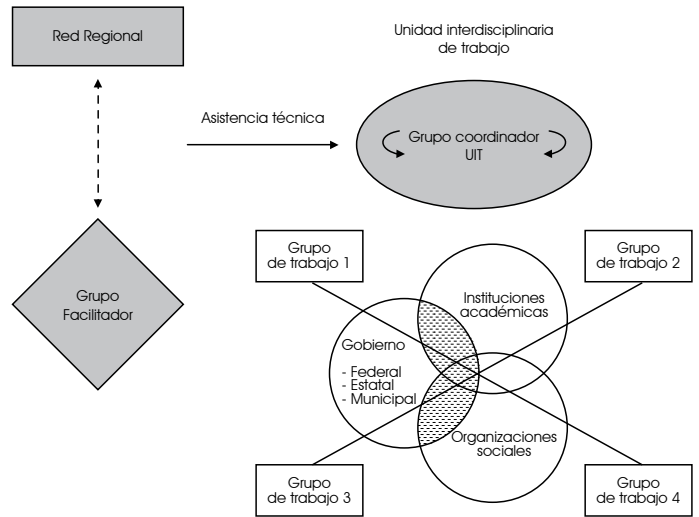 Red Regional
Unidad interdisciplinaria
de trabajo
Asistencia técnica
Grupo coordinador
UIT
Grupo
Facilitador
Grupo
de trabajo 1
Grupo
de trabajo 2
Instituciones
académicas
Gobierno
- Federal
- Estatal
- Municipal
Organizaciones
sociales
Grupo
de trabajo 3
Grupo
de trabajo 4